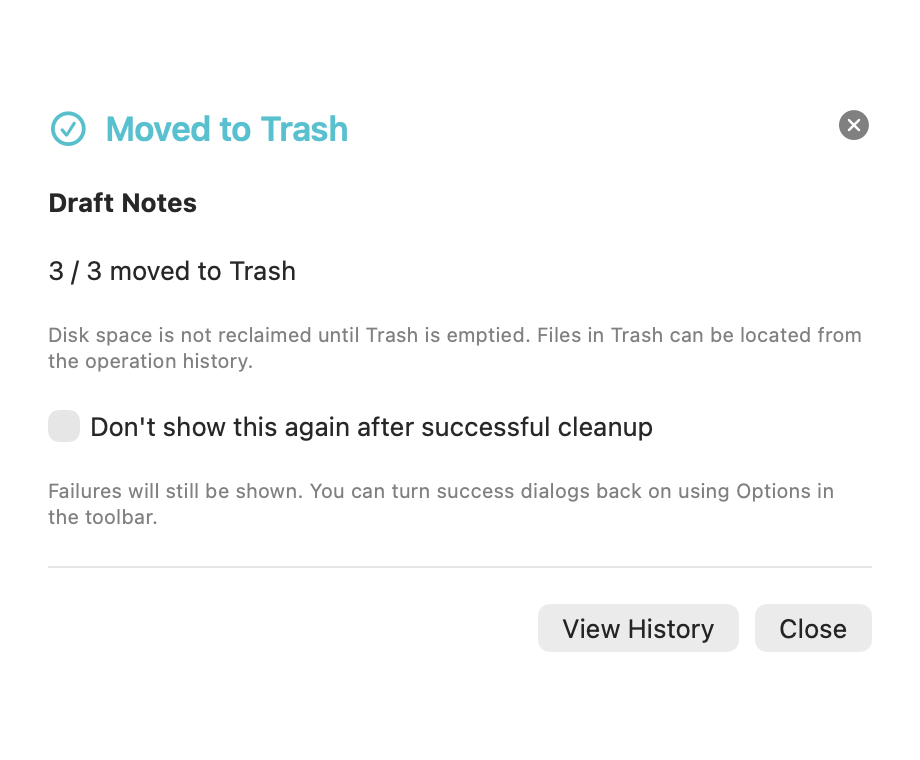 Moved to Trash
Draft Notes
3 / 3 moved to Trash
Disk space is not reclaimed until Trash is emptied. Files in Trash can be located from
the operation history.
Don't show this again after successful cleanup
Failures will still be shown. You can turn success dialogs back on using Options in
the toolbar.
View History
Close